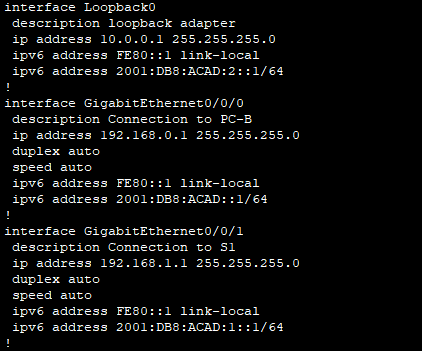 interface Loopback0
 description loopback adapter
 ip address 10.0.0.1 255.255.255.0
 ipv6 address FE80::1 link-local
 ipv6 address 2001:DB8:ACAD:2::1/64
!
interface GigabitEthernet0/0/0
 description Connection to PC-B
 ip address 192.168.0.1 255.255.255.0
 duplex auto
 speed auto
 ipv6 address FE80::1 link-local
 ipv6 address 2001:DB8:ACAD::1/64
!
interface GigabitEthernet0/0/1
 description Connection to S1
 ip address 192.168.1.1 255.255.255.0
 duplex auto
 speed auto
 ipv6 address FE80::1 link-local
 ipv6 address 2001:DB8:ACAD:1::1/64
!